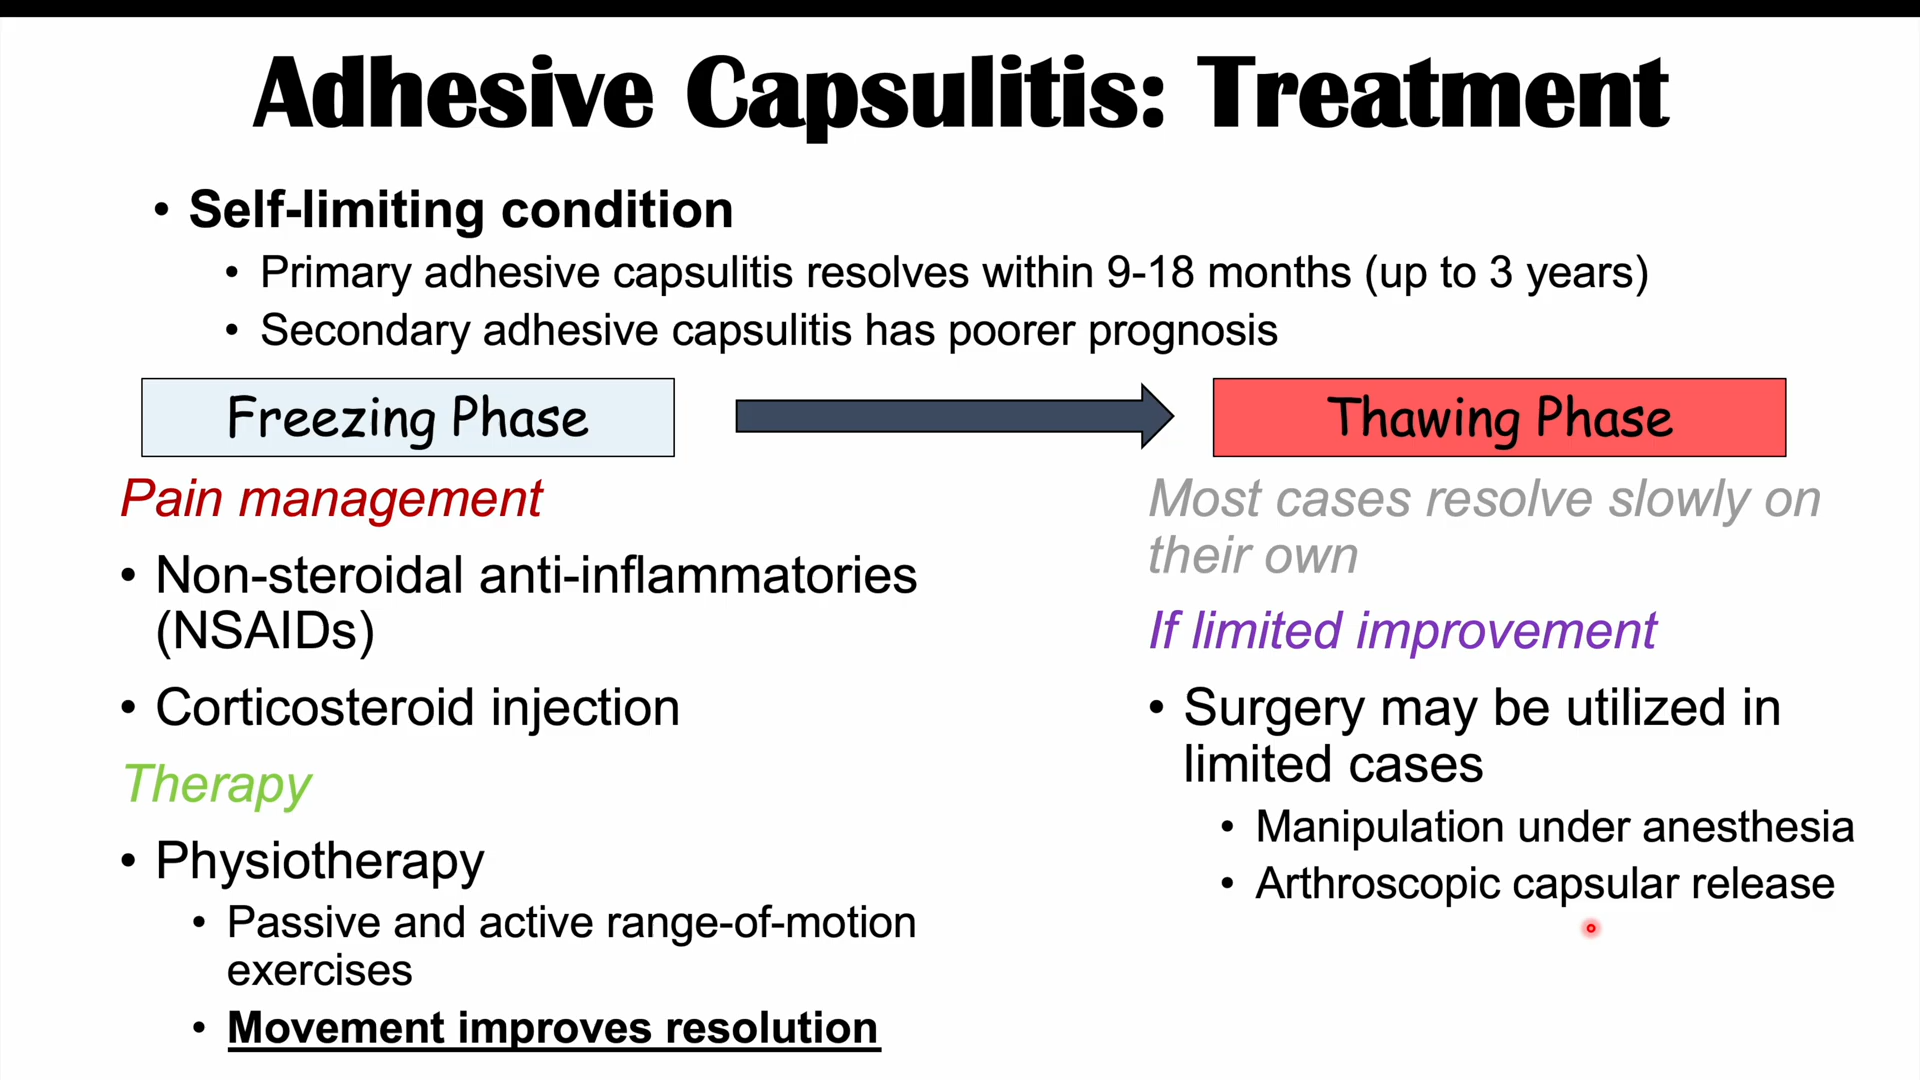 Adhesive Capsulitis: Treatment
• Self-limiting condition
• Primary adhesive capsulitis resolves within 9-18 months (up to 3 years)
• Secondary adhesive capsulitis has poorer prognosis
Freezing Phase
Pain management
• Non-steroidal anti-inflammatories
(NSAIDs)
• Corticosteroid injection
Therapy
• Physiotherapy
• Passive and active range-of-motion
exercises
• Movement improves resolution
Thawing Phase
Most cases resolve slowly on
their own
If limited improvement
• Surgery may be utilized in
limited cases
• Manipulation under anesthesia
• Arthroscopic capsular release